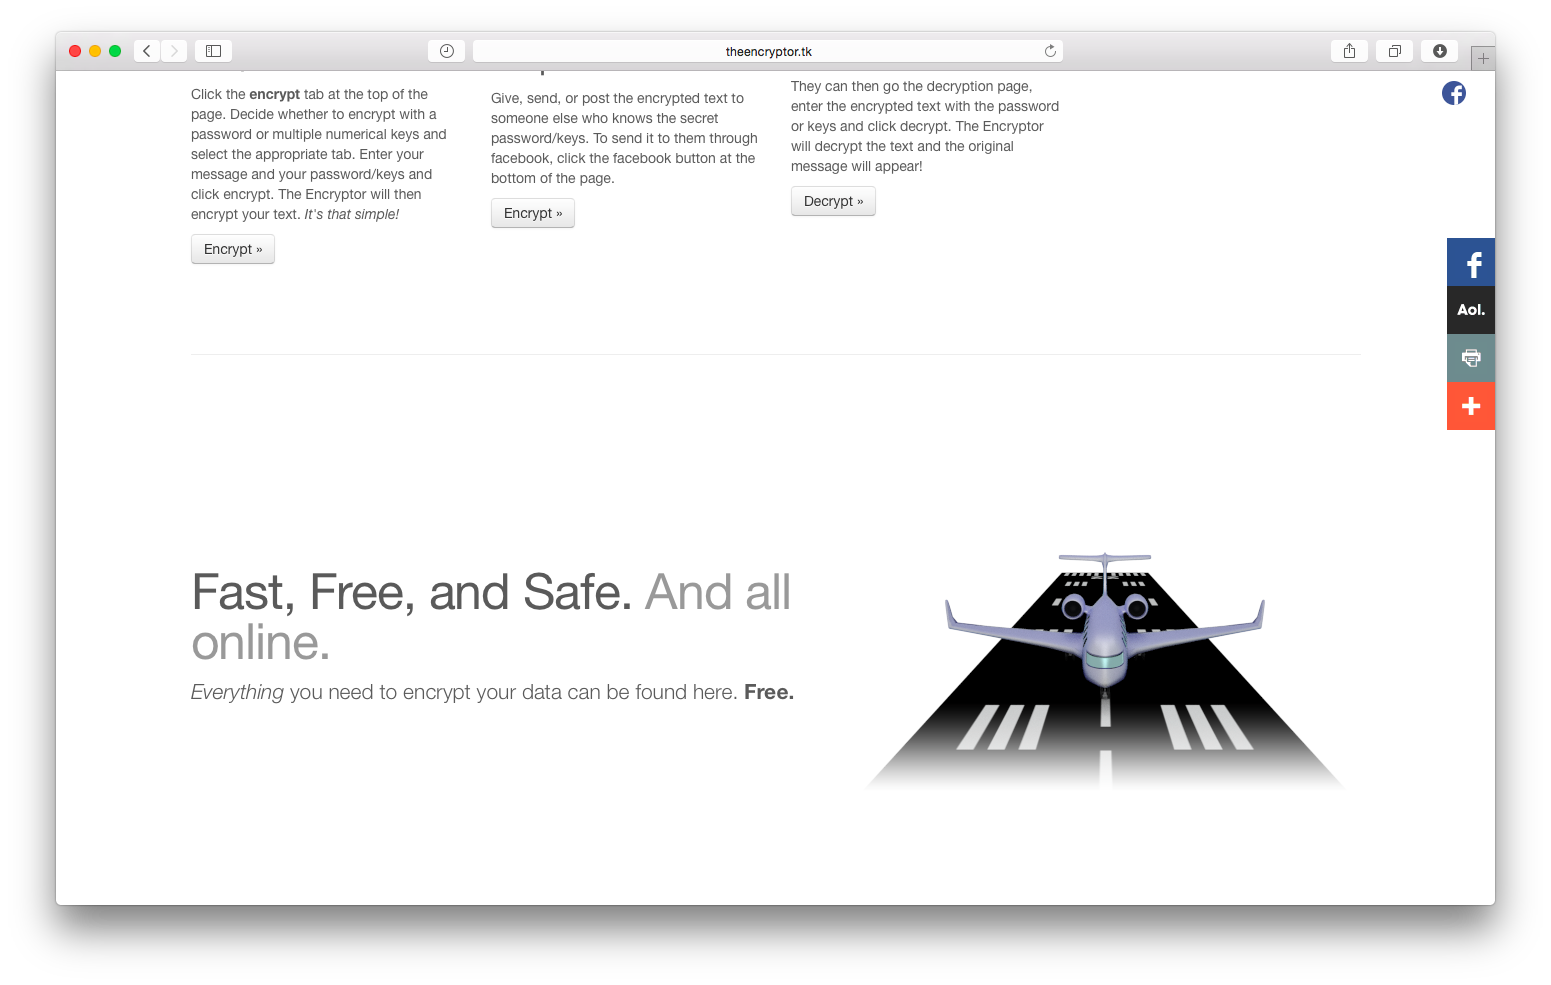 theencryptor.tk
Click the encrypt tab at the top of the
page. Decide whether to encrypt with a
password or multiple numerical keys and
select the appropriate tab. Enter your
message and your password/keys and
click encrypt. The Encryptor will then
encrypt your text. It's that simple!
Encrypt »
Give, send, or post the encrypted text to
someone else who knows the secret
password/keys. To send it to them through
facebook, click the facebook button at the
bottom of the page.
Encrypt »
They can then go the decryption page,
enter the encrypted text with the password
or keys and click decrypt. The Encryptor
will decrypt the text and the original
message will appear!
Decrypt »
Aol.
Fast, Free, and Safe. And all
online.
Everything you need to encrypt your data can be found here. Free.